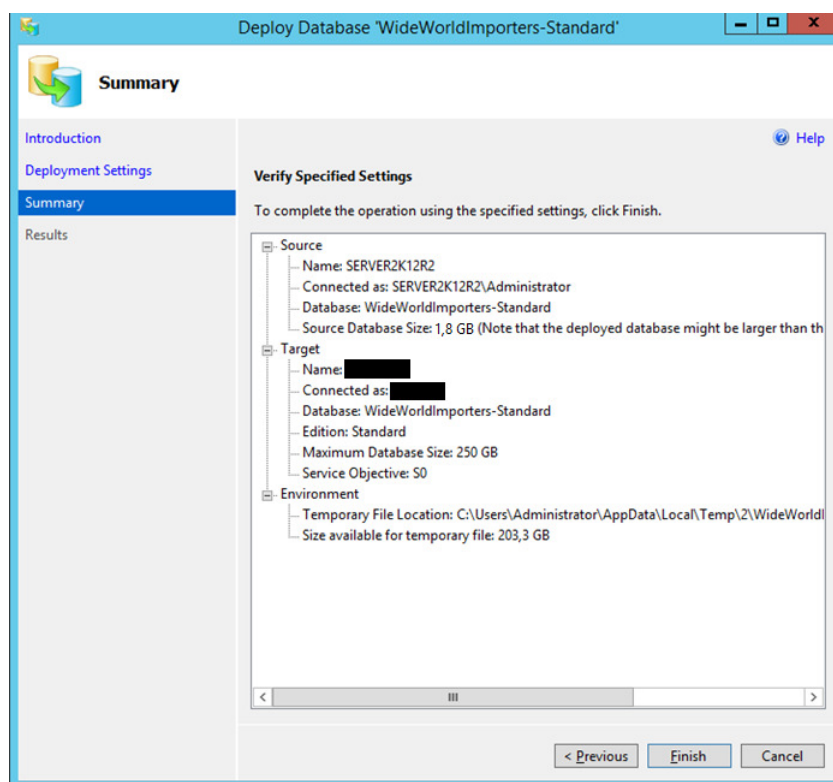 Deploy Database 'WideWorldImporters-Standard'
Summary
Introduction
Help
Deployment Settings
Verify Specified Settings
Summary
To complete the operation using the specified settings, click Finish.
Results
Source
Name: SERVER2K12R2
Connected as: SERVER2K12R2\Administrator
Database: WideWorldImporters-Standard
Source Database Size: 1,8 GB (Note that the deployed database might be larger than th
Target
Name:
Connected as:
Database: WideWorldImporters-Standard
Edition: Standard
Maximum Database Size: 250 GB
Service Objective: S0
Environment
Temporary File Location: C:\Users\Administrator\AppData\Local\Temp\2\WideWorldI
Size available for temporary file: 203,3 GB
< Previous Finish Cancel